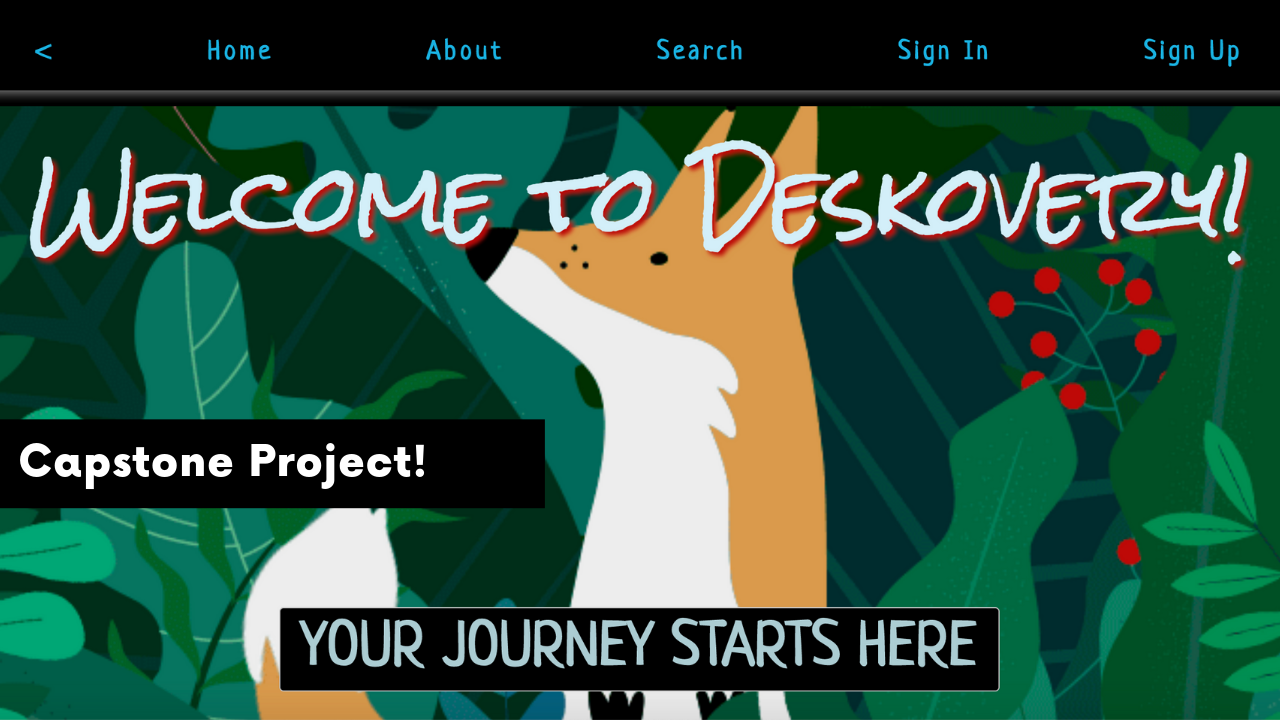 < Home About Search Sign In Sign Up
Welcome to Deskovery!
Capstone Project!
YOUR JOURNEY STARTS HERE